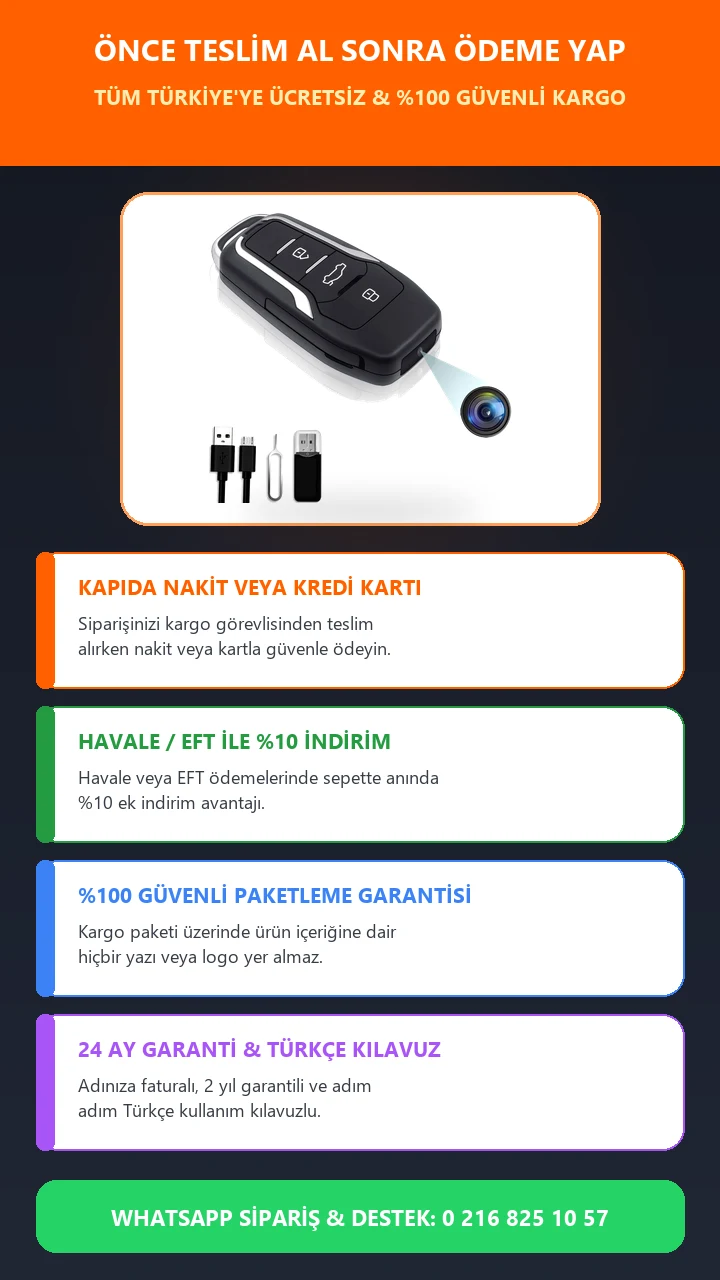 ÖNCE TESLİM AL SONRA ÖDEME YAP
TÜM TÜRKİYE'YE ÜCRETSİZ & %100 GÜVENLİ KARGO
KAPIDA NAKİT VEYA KREDİ KARTI
Siparişinizi kargo görevlisinden teslim
alırken nakit veya kartla güvenle ödeyin.
HAVALE / EFT İLE %10 İNDİRİM
Havale veya EFT ödemelerinde sepette anında
%10 ek indirim avantajı.
%100 GÜVENLİ PAKETLEME GARANTİSİ
Kargo paketi üzerinde ürün içeriğine dair
hiçbir yazı veya logo yer almaz.
24 AY GARANTİ & TÜRKÇE KILAVUZ
Adınıza faturalı, 2 yıl garantili ve adım
adım Türkçe kullanım kılavuzlu.
WHATSAPP SİPARİŞ & DESTEK: 0 216 825 10 57